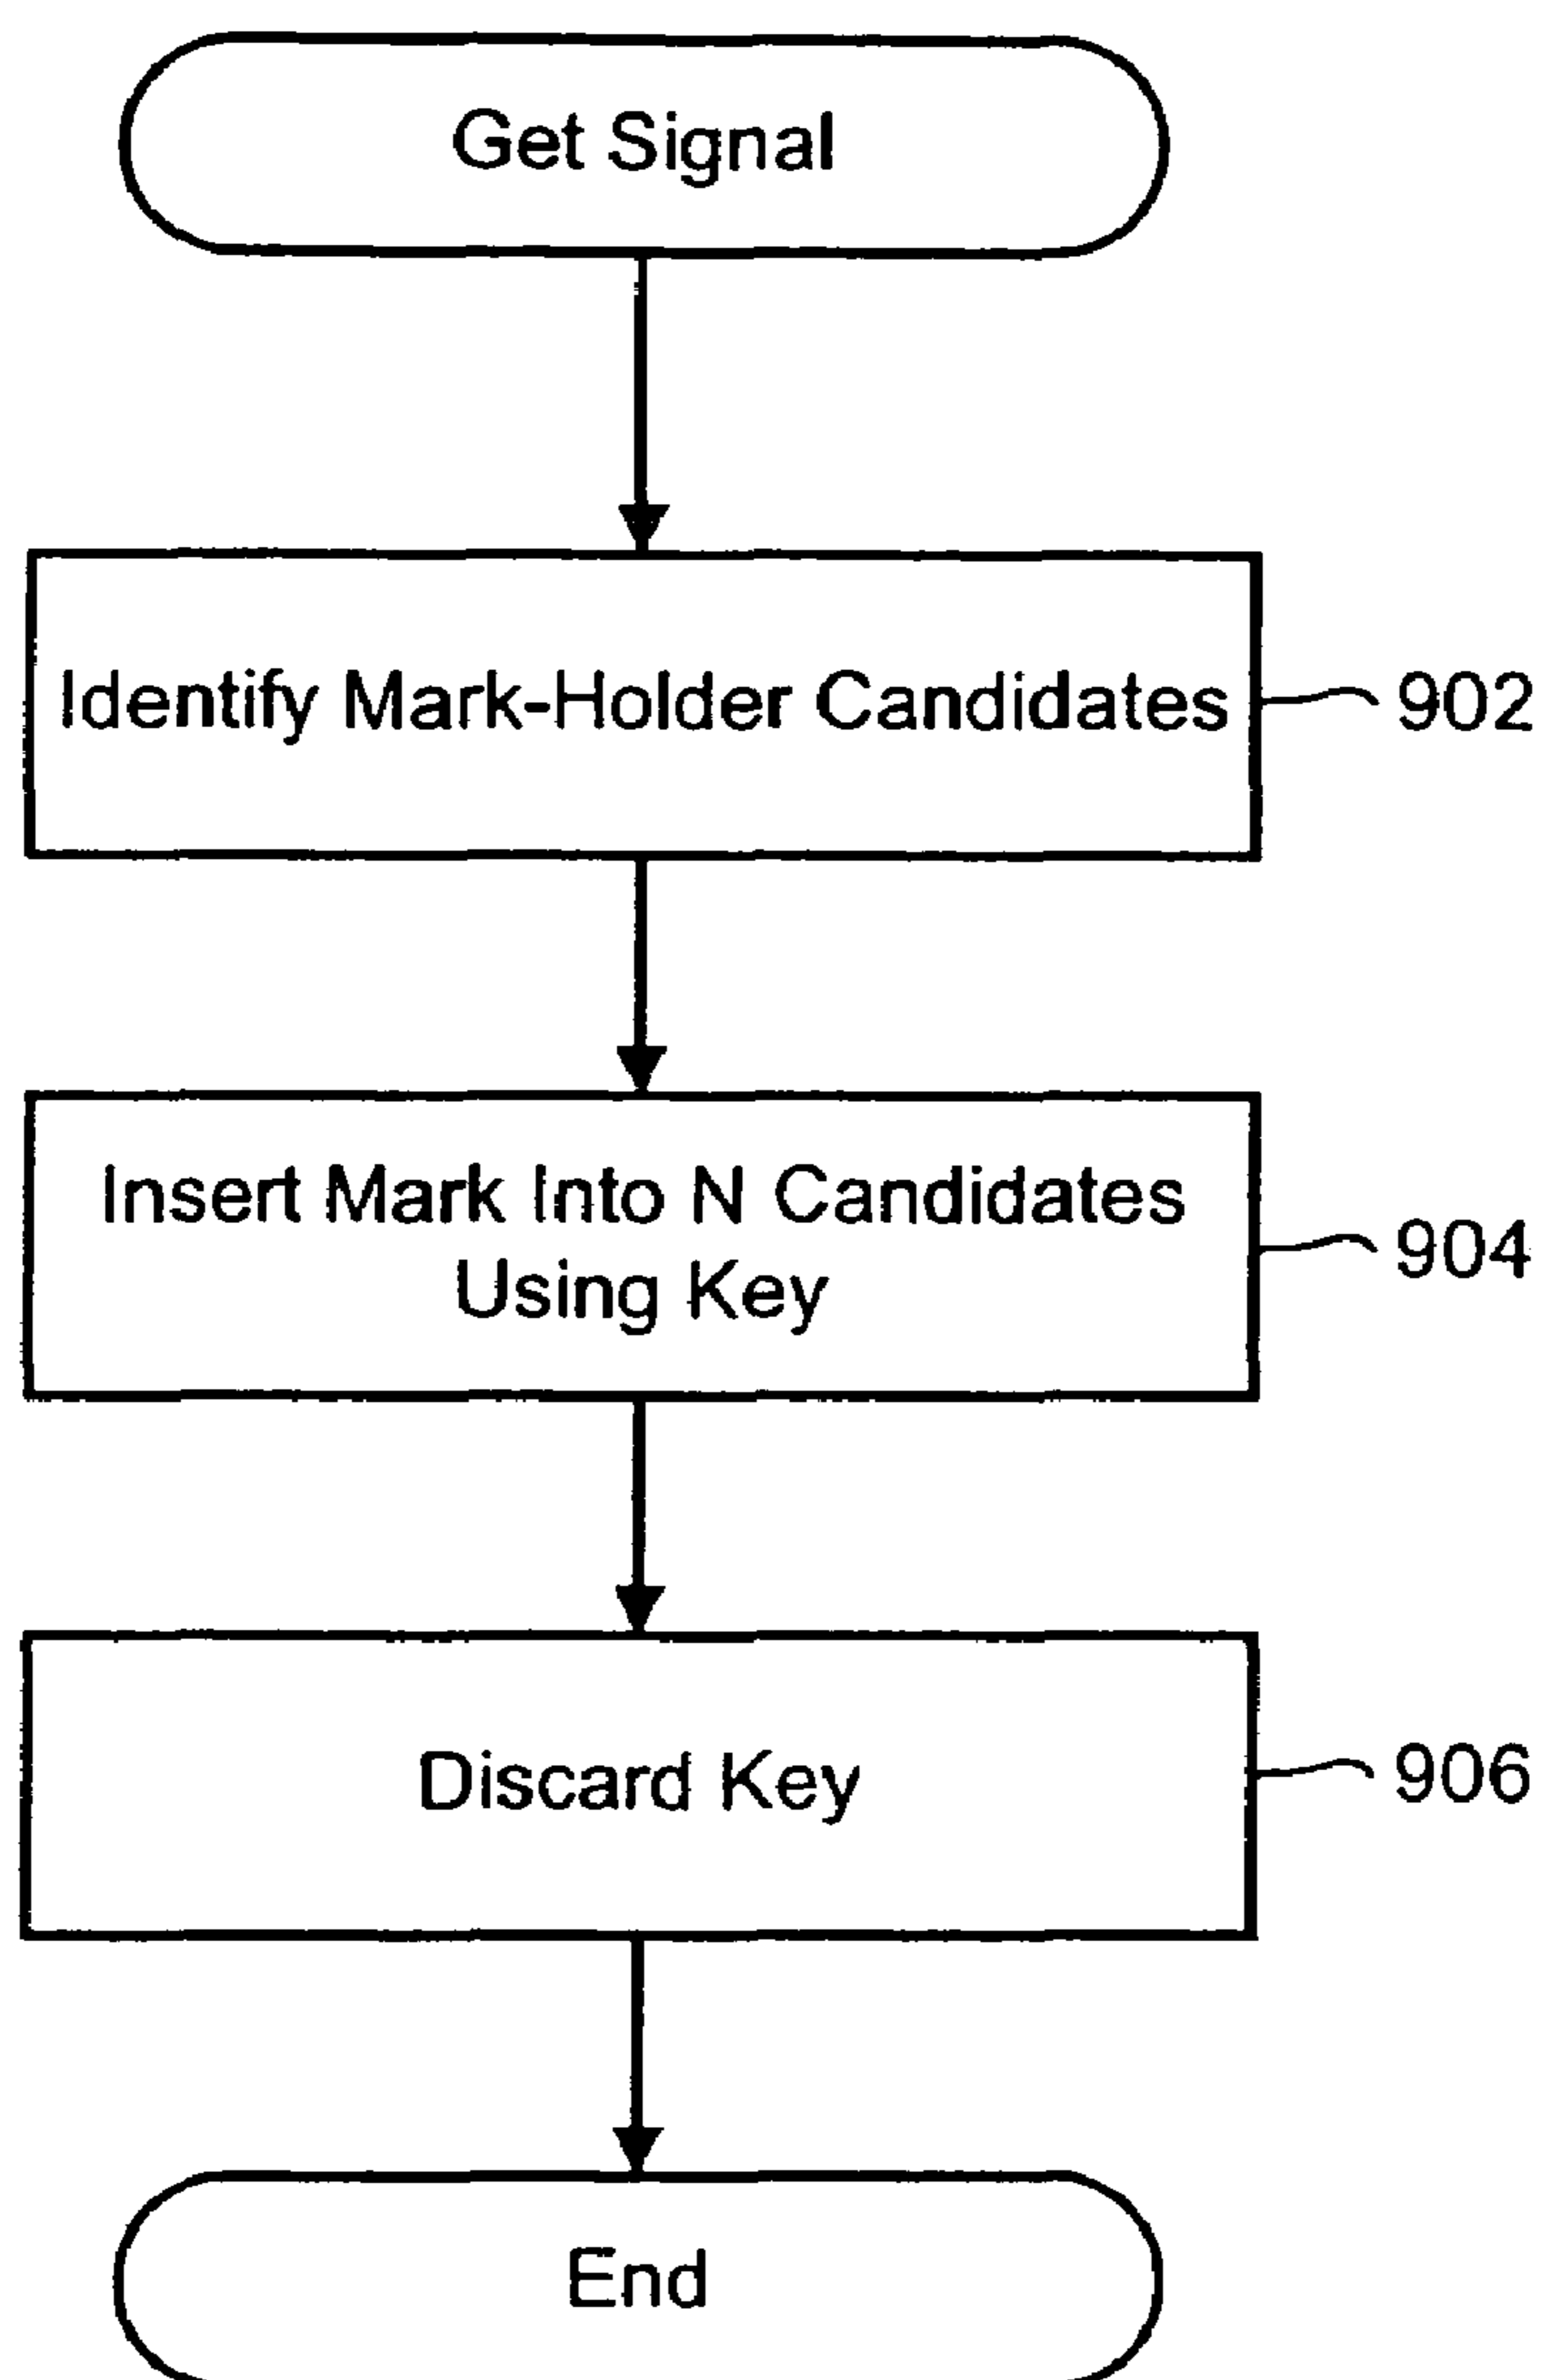 Get Signal
Identify Mark-Holder Candidates
902
Insert Mark Into N Candidates
Using Key
904
Discard Key
906
End